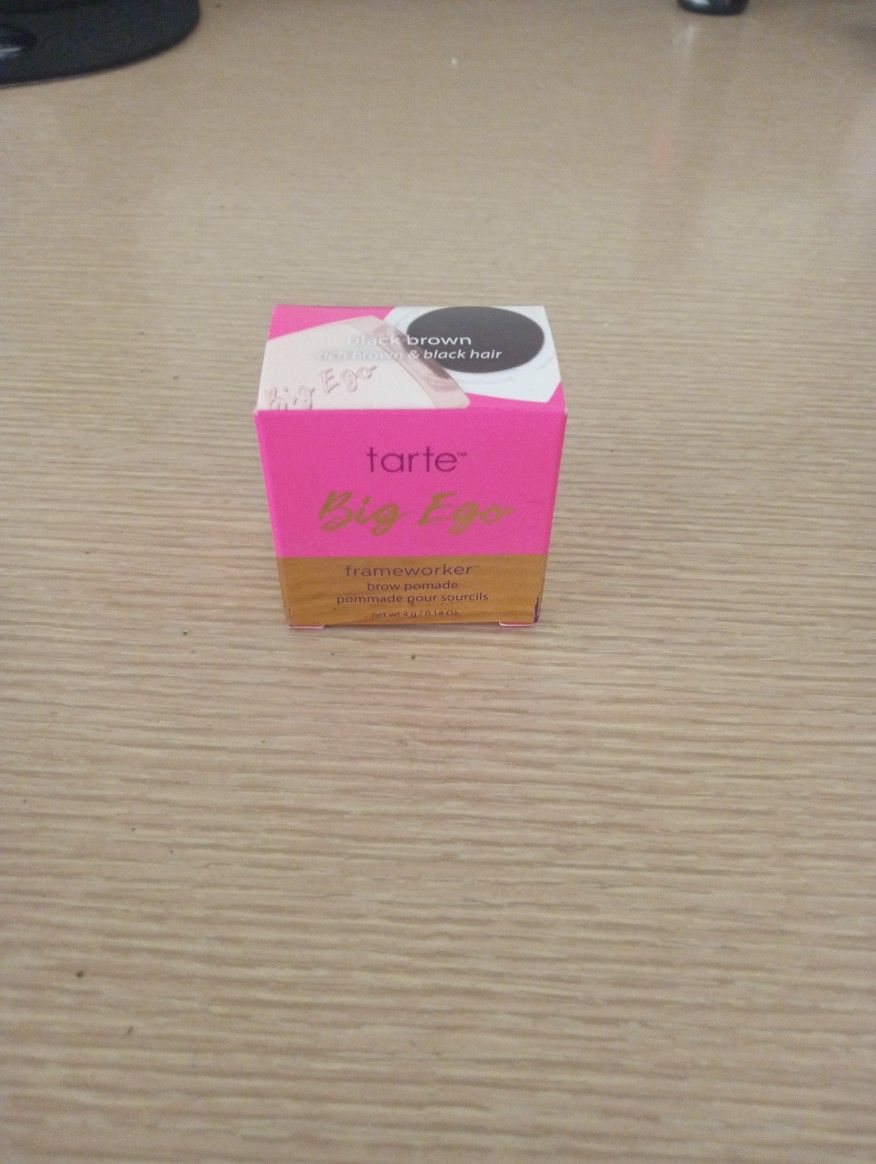 black brown
rich brown & black hair
Big Ego
tarte™
Big Ego™
frameworker™
brow pomade
pommade pour sourcils
net wt 4 g / 0.14 Oz.